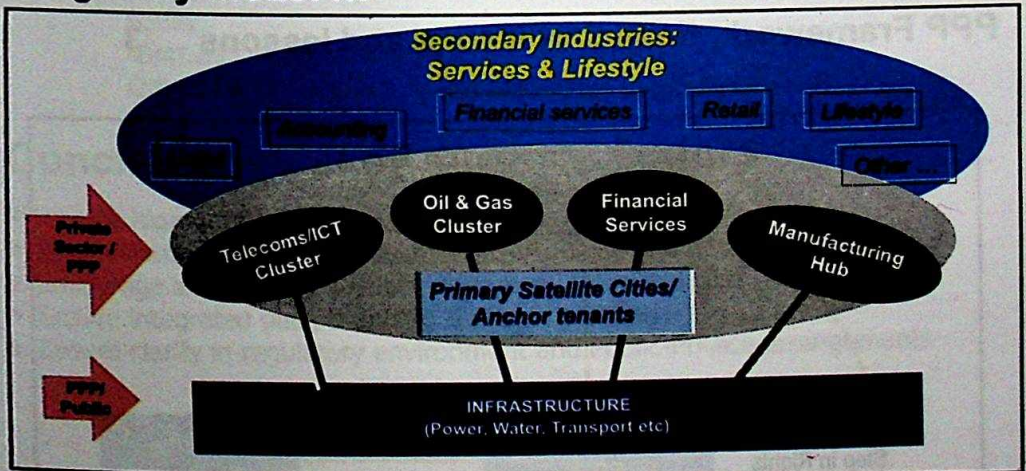 Secondary Industries:
Services & Lifestyle
Financial services
Retail
Lifestyle
Accounting
Other ...
Oil & Gas
Cluster
Financial
Services
Telecoms/ICT
Cluster
Manufacturing
Hub
Private
Sector /
PPP
Primary Satellite Cities/
Anchor tenants
PPP/
Public
INFRASTRUCTURE
(Power, Water, Transport etc)